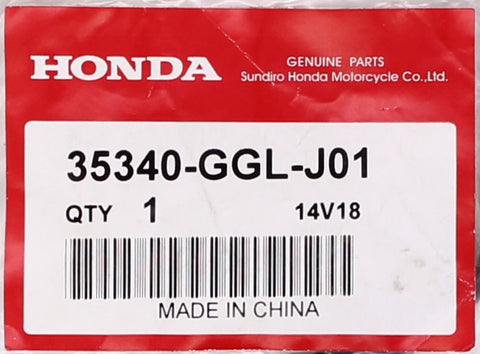 HONDA
GENUINE PARTS
Sundiro Honda Motorcycle Co.,Ltd.
35340-GGL-J01
QTY 1 14V18
MADE IN CHINA